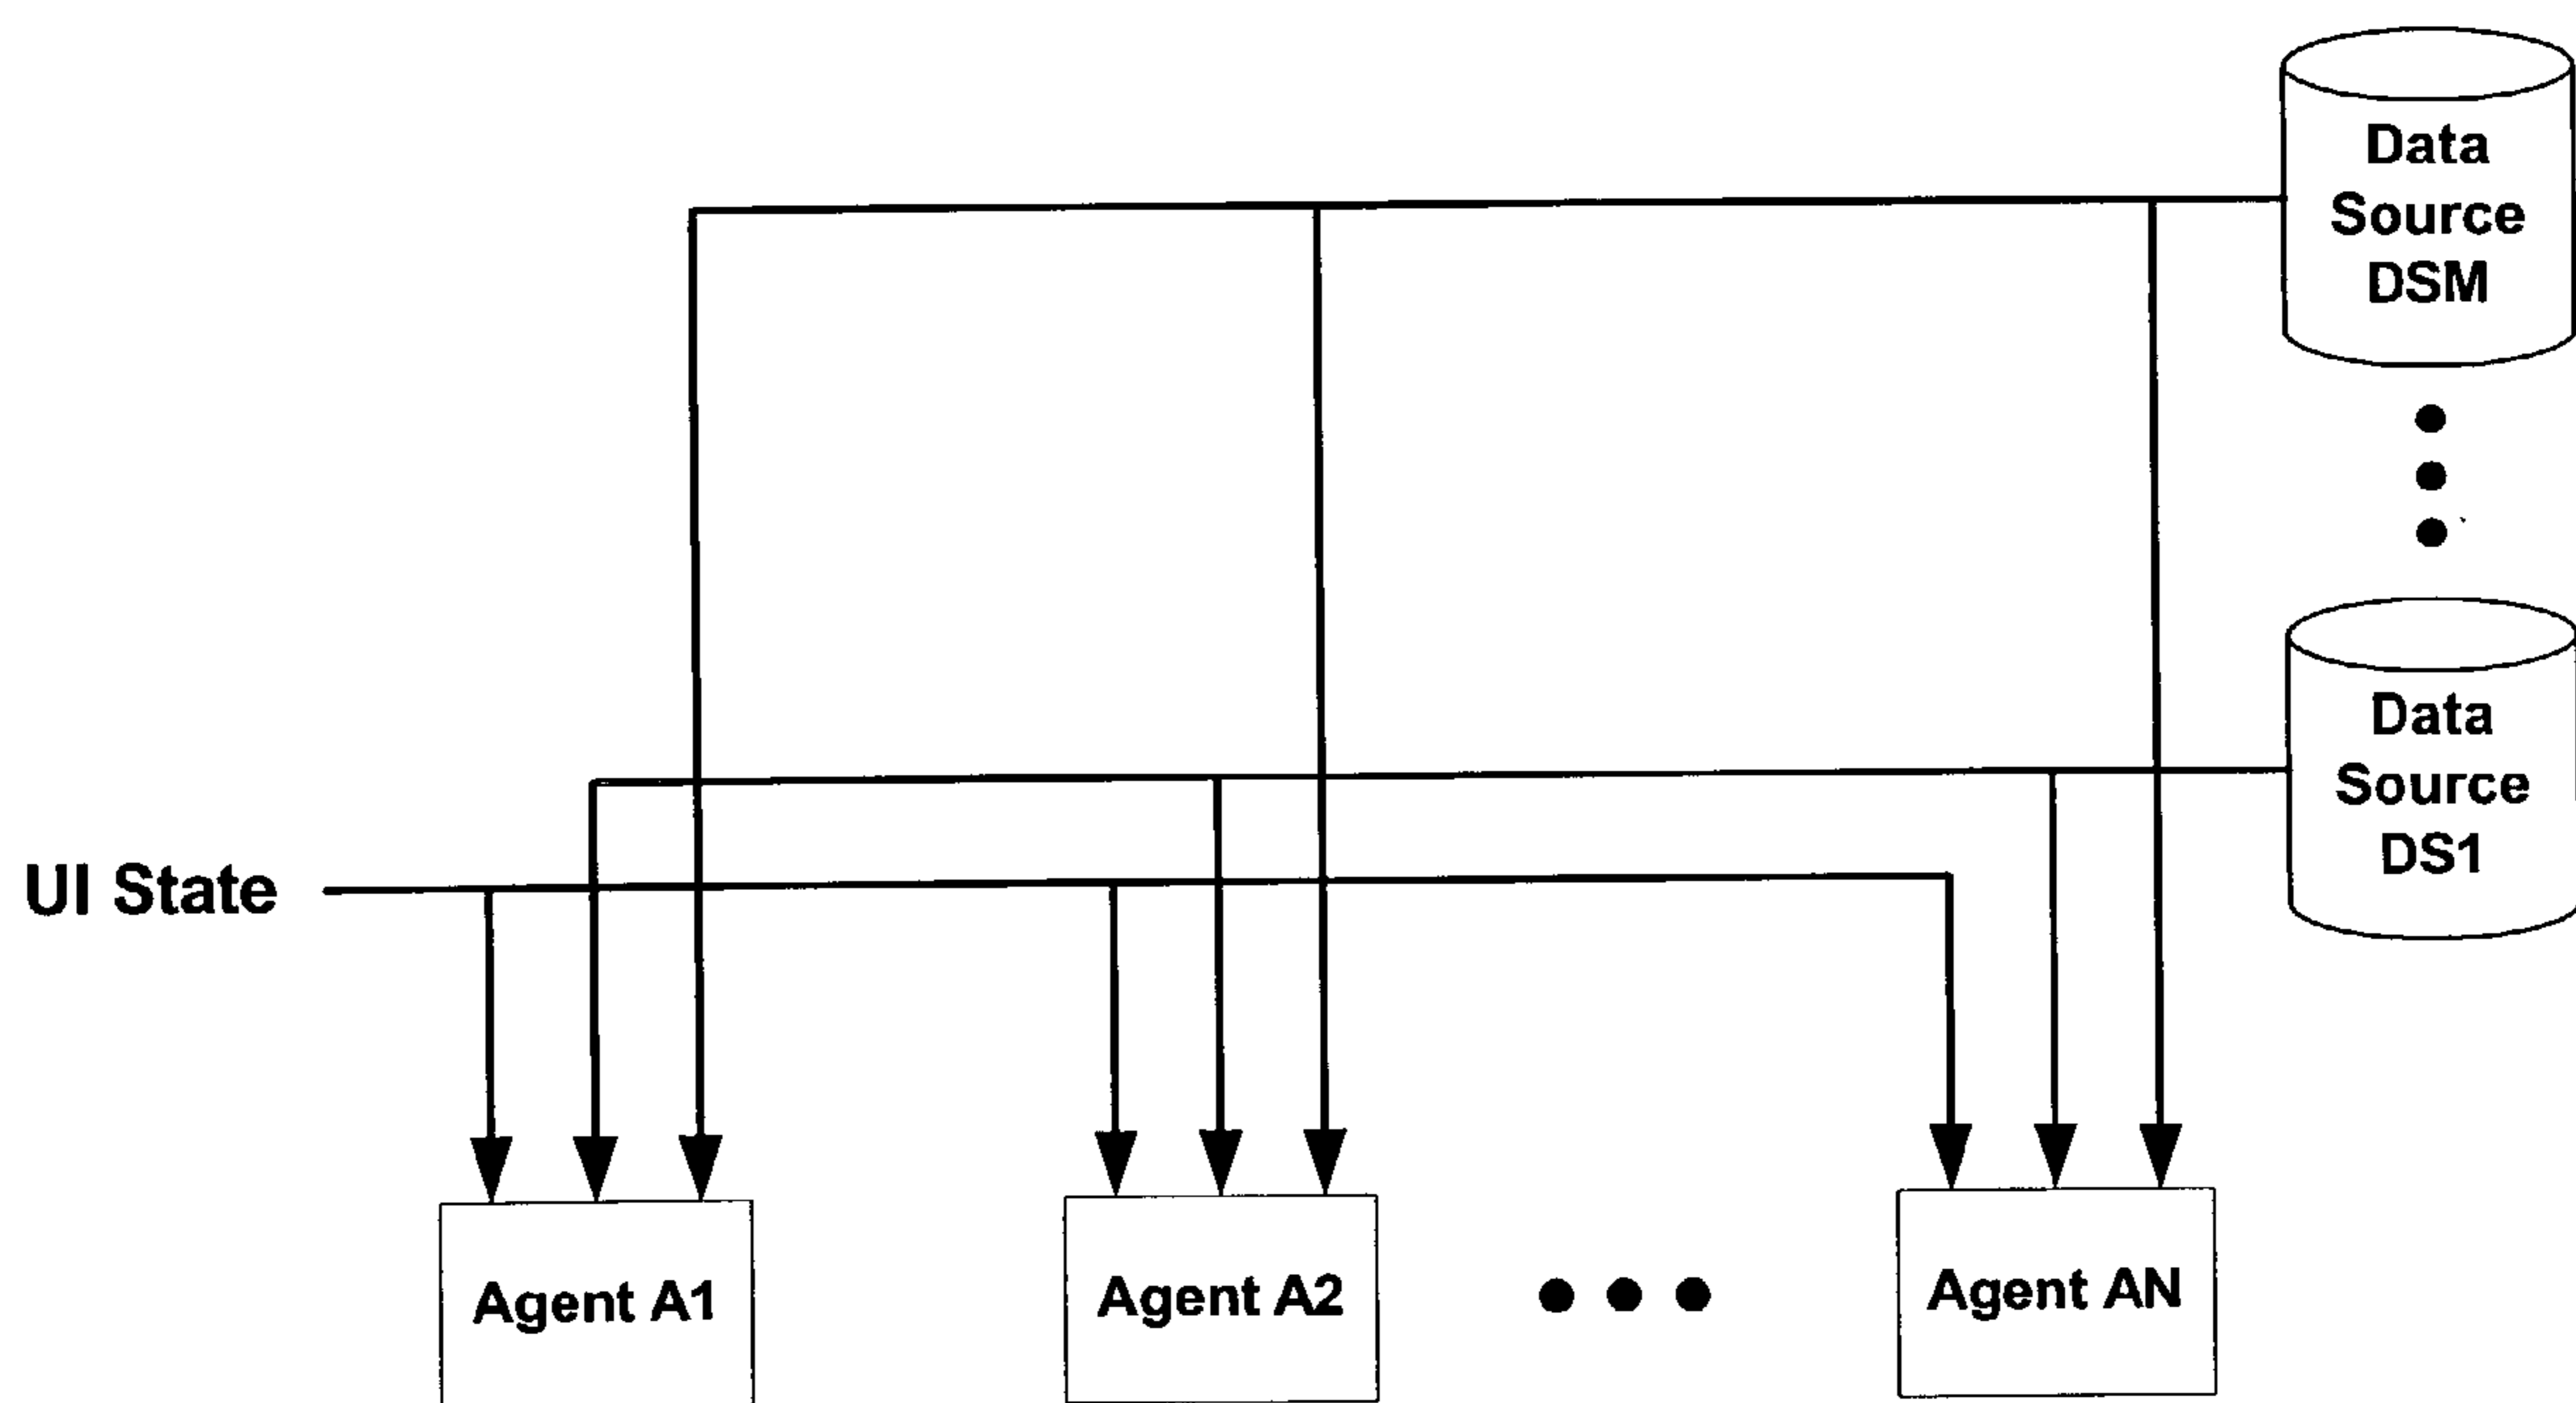 Data
Source
DSM
Data
Source
DS1
UI State
Agent A1
Agent A2
Agent AN